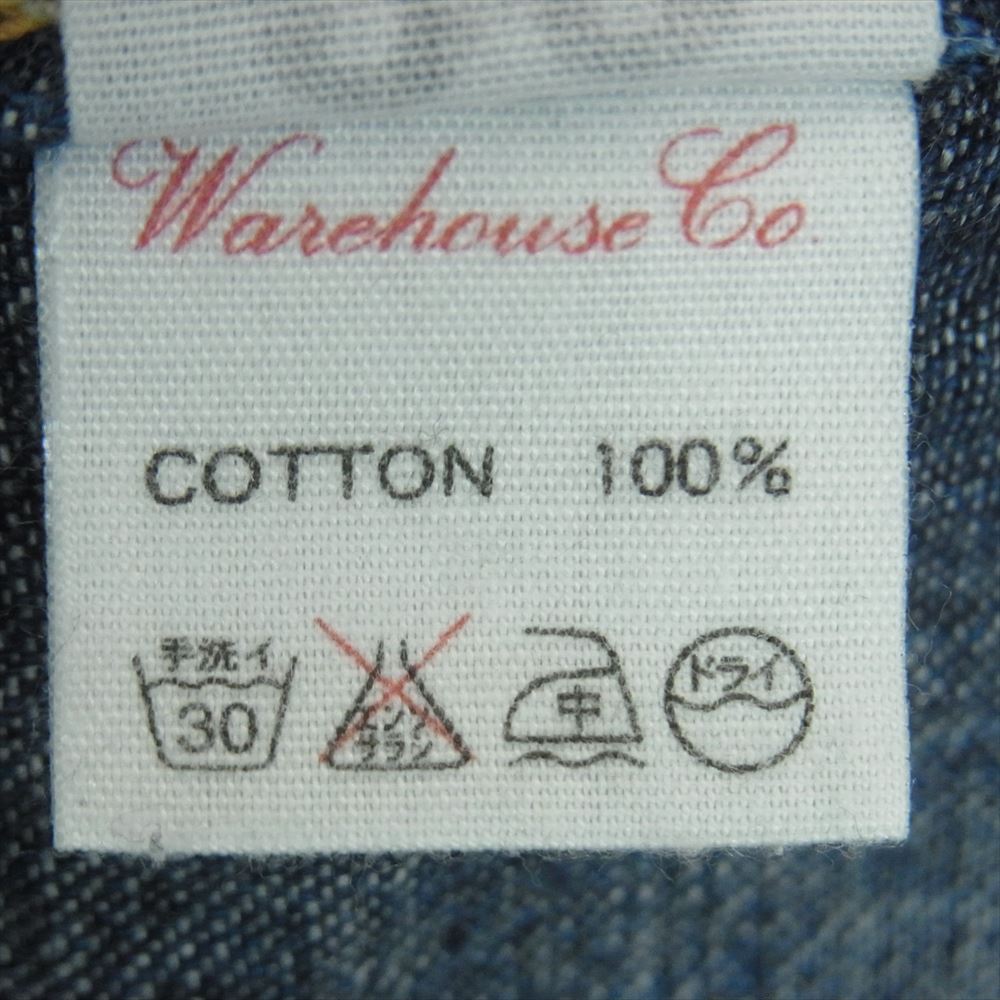 Warehouse Co.
COTTON 100%
手洗イ 中 ドライ
30 エンソ
サラシ